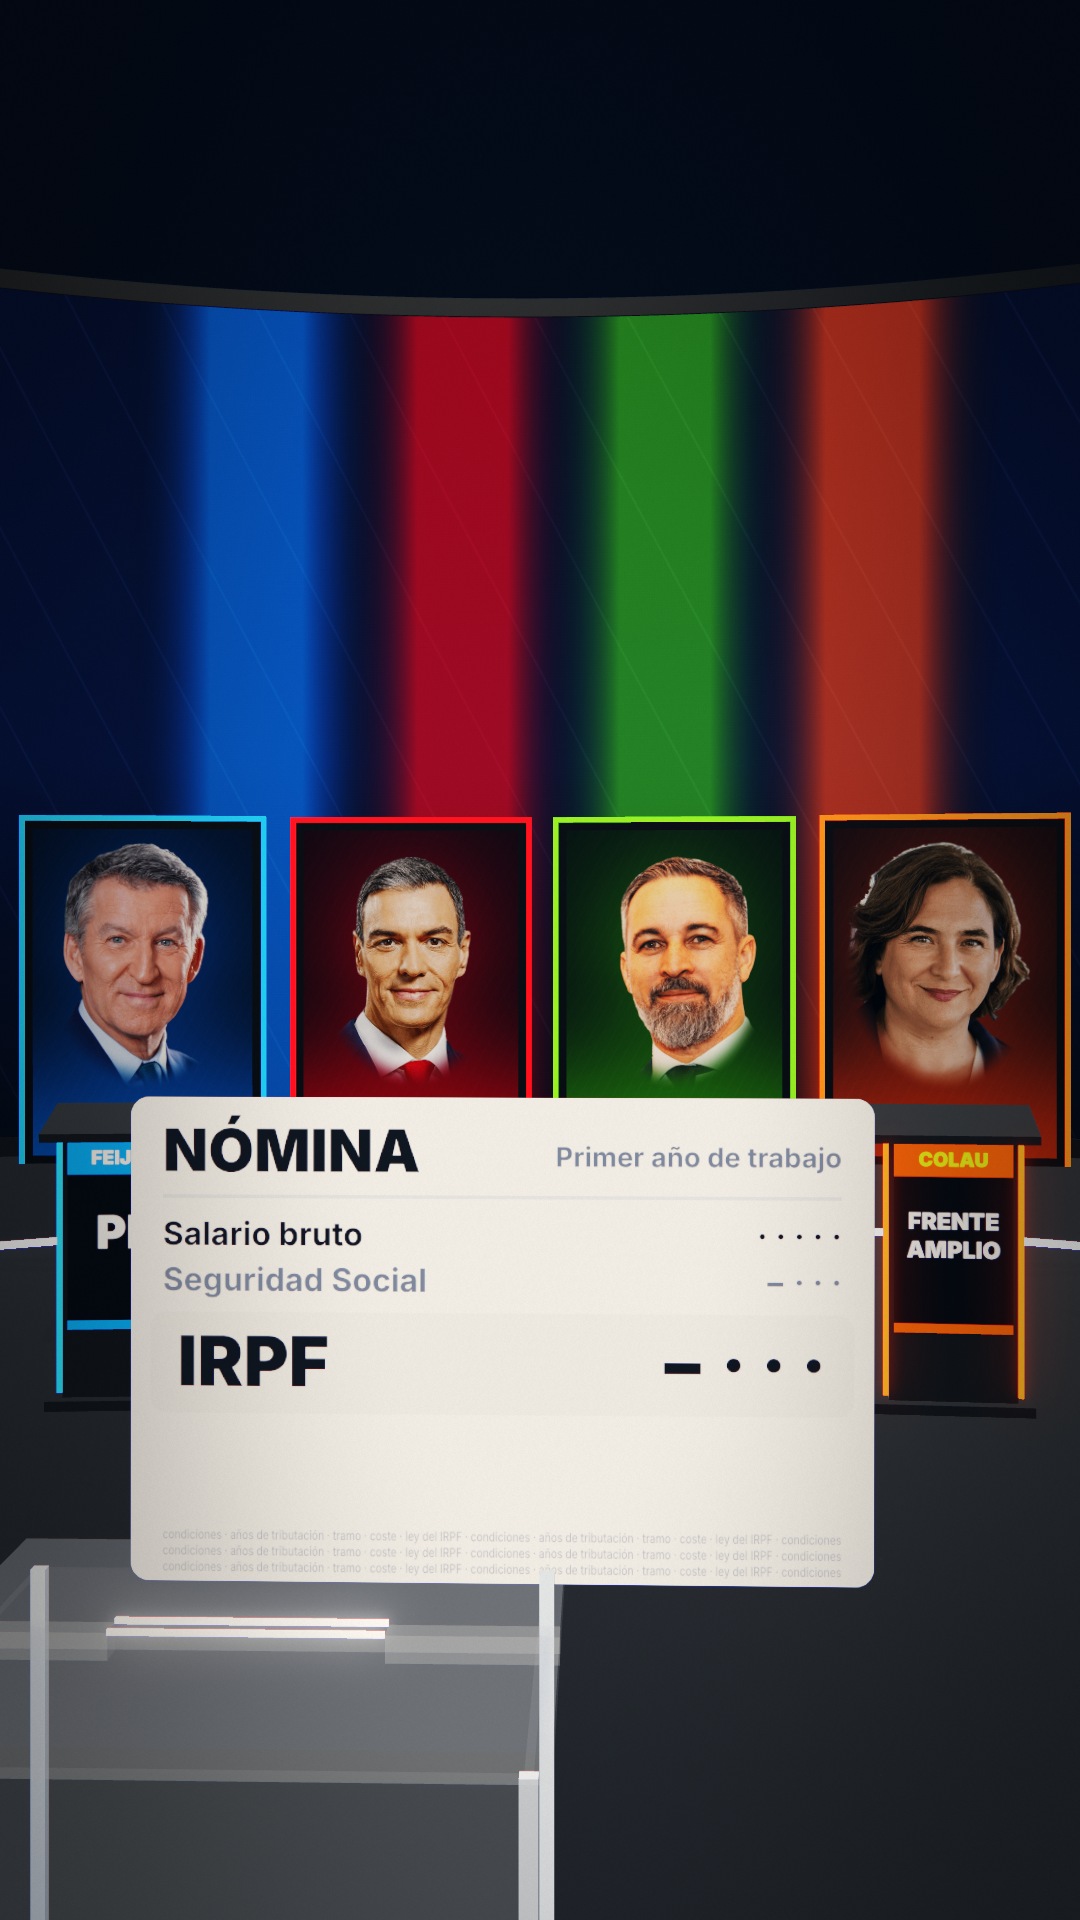 FEIJ
COLAU
P
FRENTE
AMPLIO
NÓMINA
Primer año de trabajo
Salario bruto
· · · · ·
Seguridad Social
– · · ·
IRPF
– · · ·
condiciones · años de tributación · tramo · coste · ley del IRPF · condiciones · años de tributación · tramo · coste · ley del IRPF · condiciones
condiciones · años de tributación · tramo · coste · ley del IRPF · condiciones · años de tributación · tramo · coste · ley del IRPF · condiciones
condiciones · años de tributación · tramo · coste · ley del IRPF · condiciones · años de tributación · tramo · coste · ley del IRPF · condiciones